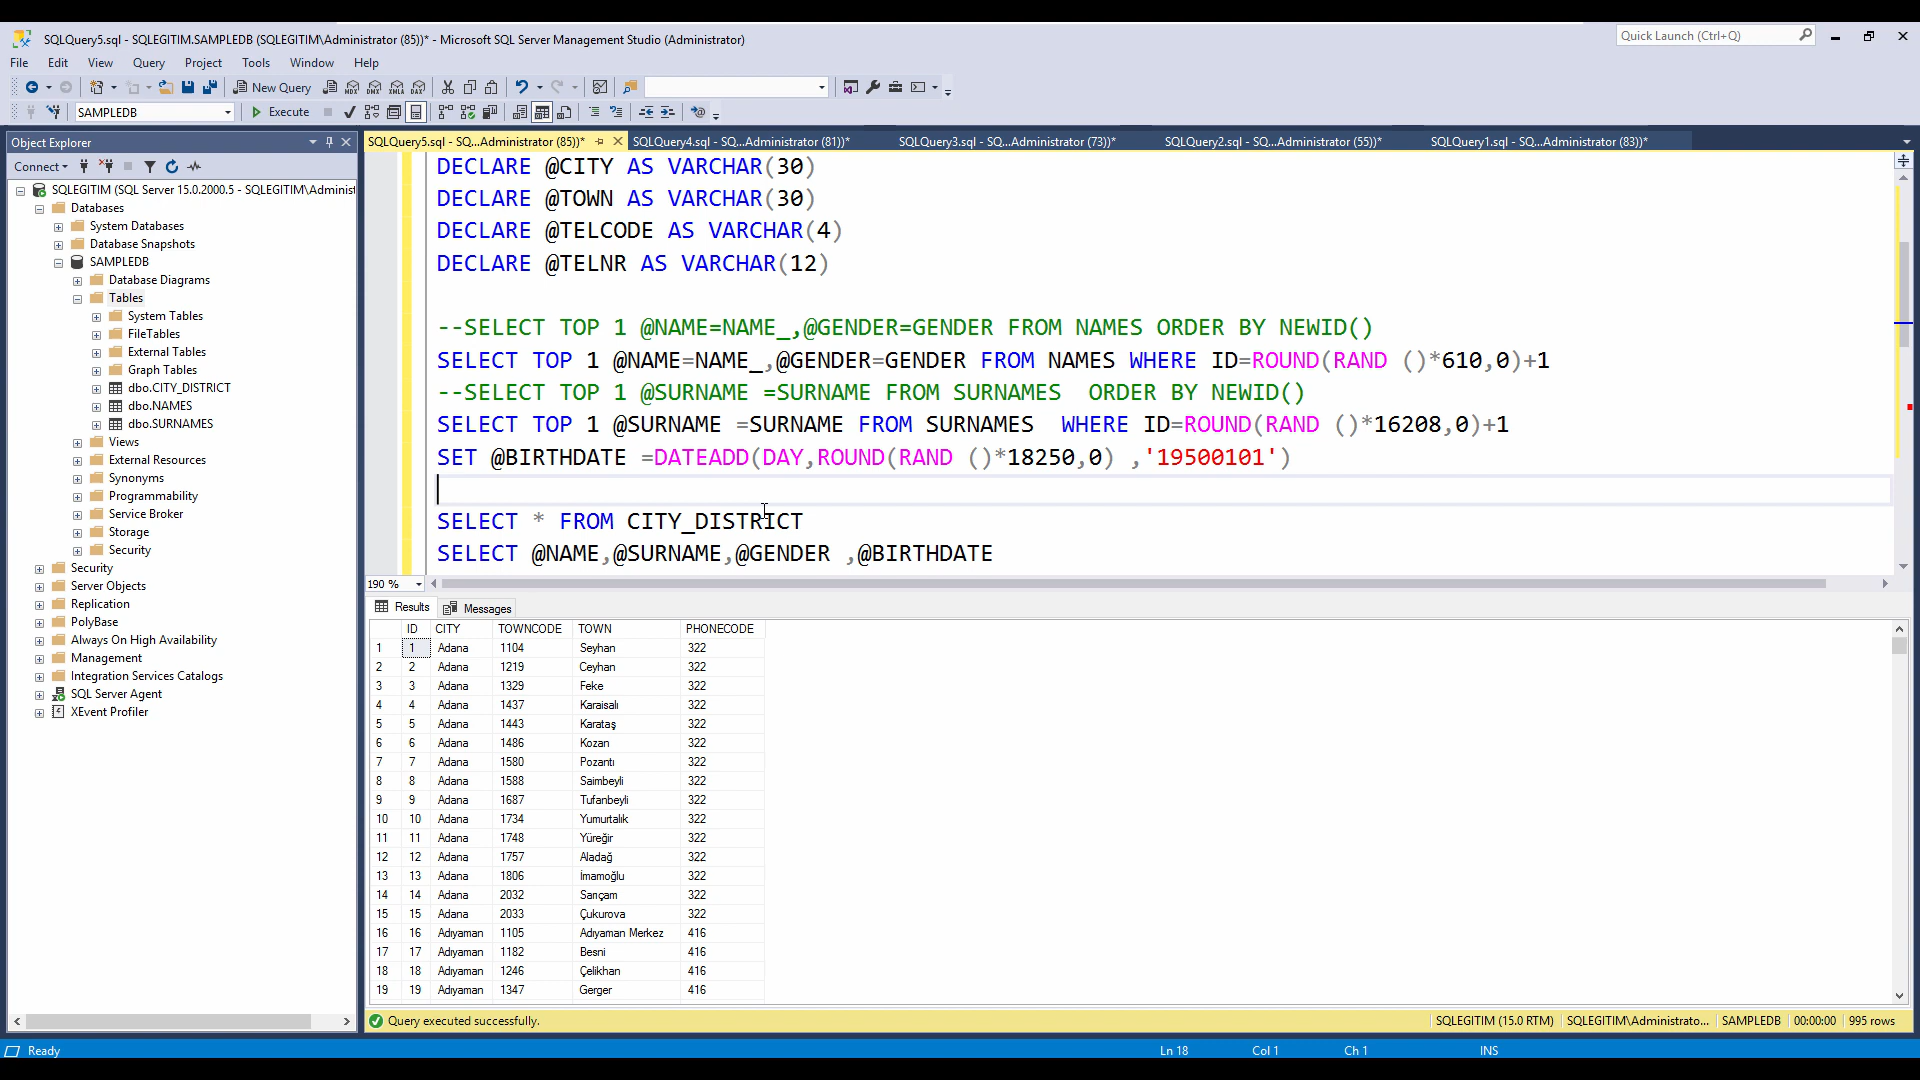 SQLQuery5.sql - SQLEGITIM.SAMPLEDB (SQLEGITIM\Administrator (85))* - Microsoft SQL Server Management Studio (Administrator)
Quick Launch (Ctrl+Q)
File Edit View Query Project Tools Window Help
New Query
SAMPLEDB Execute
Object Explorer
Connect
SQLEGITIM (SQL Server 15.0.2000.5 - SQLEGITIM\Administ
Databases
System Databases
Database Snapshots
SAMPLEDB
Database Diagrams
Tables
System Tables
FileTables
External Tables
Graph Tables
dbo.CITY_DISTRICT
dbo.NAMES
dbo.SURNAMES
Views
External Resources
Synonyms
Programmability
Service Broker
Storage
Security
Security
Server Objects
Replication
PolyBase
Always On High Availability
Management
Integration Services Catalogs
SQL Server Agent
XEvent Profiler
SQLQuery5.sql - SQ...Administrator (85))* SQLQuery4.sql - SQ...Administrator (81))* SQLQuery3.sql - SQ...Administrator (73))* SQLQuery2.sql - SQ...Administrator (55))* SQLQuery1.sql - SQ...Administrator (83))*
DECLARE @CITY AS VARCHAR(30)
DECLARE @TOWN AS VARCHAR(30)
DECLARE @TELCODE AS VARCHAR(4)
DECLARE @TELNR AS VARCHAR(12)
--SELECT TOP 1 @NAME=NAME_,@GENDER=GENDER FROM NAMES ORDER BY NEWID()
SELECT TOP 1 @NAME=NAME_,@GENDER=GENDER FROM NAMES WHERE ID=ROUND(RAND ()*610,0)+1
--SELECT TOP 1 @SURNAME =SURNAME FROM SURNAMES  ORDER BY NEWID()
SELECT TOP 1 @SURNAME =SURNAME FROM SURNAMES  WHERE ID=ROUND(RAND ()*16208,0)+1
SET @BIRTHDATE =DATEADD(DAY,ROUND(RAND ()*18250,0) ,'19500101')
SELECT * FROM CITY_DISTRICT
SELECT @NAME,@SURNAME,@GENDER ,@BIRTHDATE
190 %
Results Messages
ID CITY TOWNCODE TOWN PHONECODE
1 1 Adana 1104 Seyhan 322
2 2 Adana 1219 Ceyhan 322
3 3 Adana 1329 Feke 322
4 4 Adana 1437 Karaisalı 322
5 5 Adana 1443 Karataş 322
6 6 Adana 1486 Kozan 322
7 7 Adana 1580 Pozantı 322
8 8 Adana 1588 Saimbeyli 322
9 9 Adana 1687 Tufanbeyli 322
10 10 Adana 1734 Yumurtalık 322
11 11 Adana 1748 Yüreğir 322
12 12 Adana 1757 Aladağ 322
13 13 Adana 1806 İmamoğlu 322
14 14 Adana 2032 Sarıçam 322
15 15 Adana 2033 Çukurova 322
16 16 Adıyaman 1105 Adıyaman Merkez 416
17 17 Adıyaman 1182 Besni 416
18 18 Adıyaman 1246 Çelikhan 416
19 19 Adıyaman 1347 Gerger 416
Query executed successfully. SQLEGITIM (15.0 RTM) SQLEGITIM\Administrato... SAMPLEDB 00:00:00 995 rows
Ready Ln 18 Col 1 Ch 1 INS